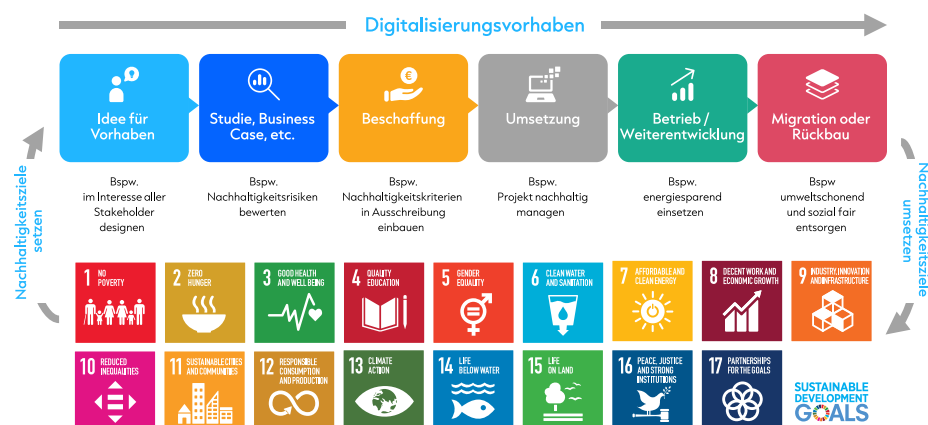 Digitalisierungsvorhaben
Idee für
Vorhaben
Studie, Business
Case, etc.
Beschaffung
Umsetzung
Betrieb /
Weiterentwicklung
Migration oder
Rückbau
Nachhaltigkeitsziele
setzen
Bspw.
im Interesse aller
Stakeholder
designen
Bspw.
Nachhaltigkeitsrisiken
bewerten
Bspw.
Nachhaltigkeitskriterien
in Ausschreibung
einbauen
Bspw.
Projekt nachhaltig
managen
Bspw.
energiesparend
einsetzen
Bspw
umweltschonend
und sozial fair
entsorgen
Nachhaltigkeitsziele
umsetzen
1 NO
POVERTY
2 ZERO
HUNGER
3 GOOD HEALTH
AND WELL BEING
4 QUALITY
EDUCATION
5 GENDER
EQUALITY
6 CLEAN WATER
AND SANITATION
7 AFFORDABLE AND
CLEAN ENERGY
8 DECENT WORK AND
ECONOMIC GROWTH
9 INDUSTRY, INNOVATION
AND INFRASTRUCTURE
10 REDUCED
INEQUALITIES
11 SUSTAINABLE CITIES
AND COMMUNITIES
12 RESPONSIBLE
CONSUMPTION
AND PRODUCTION
13 CLIMATE
ACTION
14 LIFE
BELOW WATER
15 LIFE
ON LAND
16 PEACE, JUSTICE
AND STRONG
INSTITUTIONS
17 PARTNERSHIPS
FOR THE GOALS
SUSTAINABLE
DEVELOPMENT
GOALS